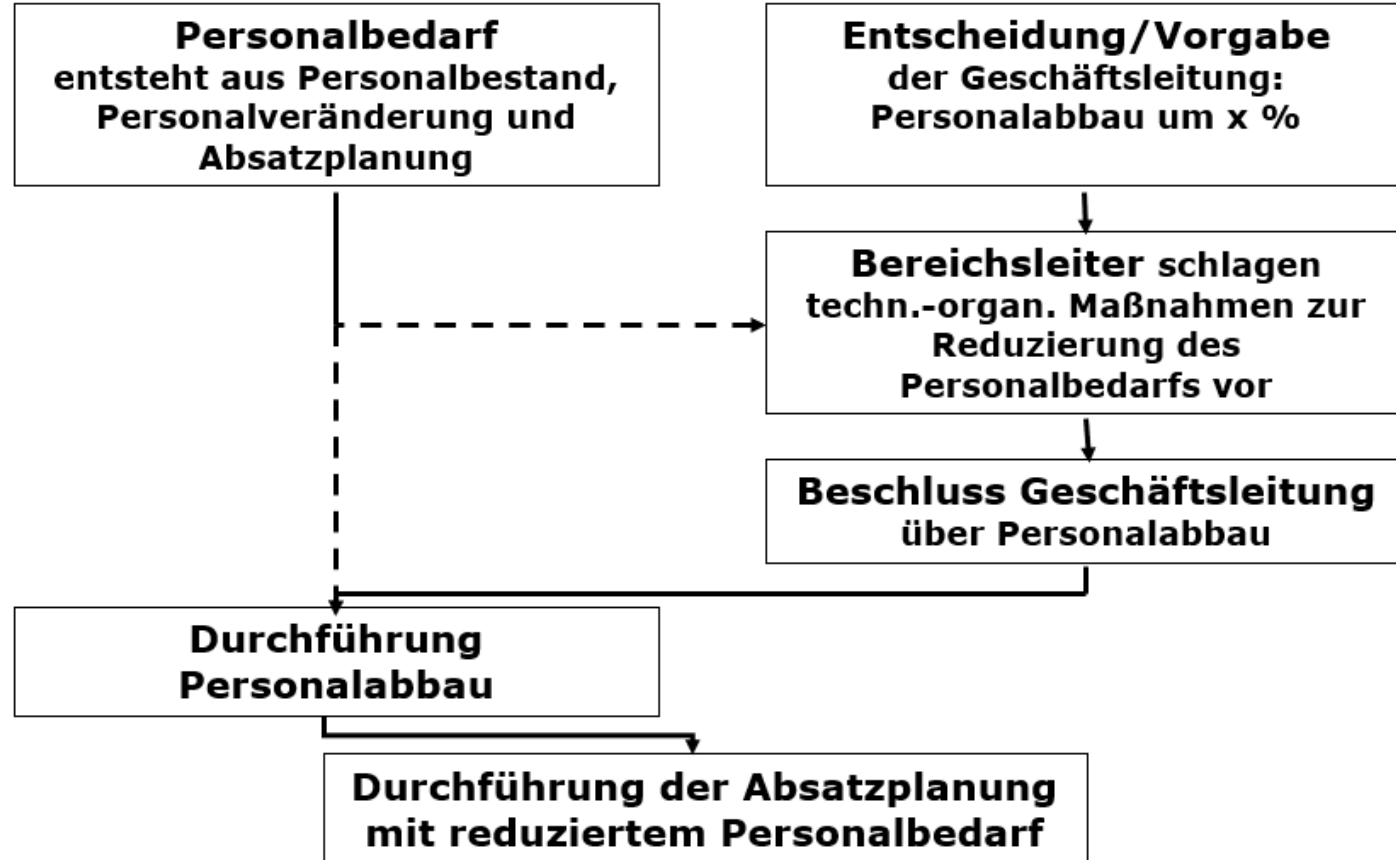 Personalbedarf
entsteht aus Personalbestand,
Personalveränderung und
Absatzplanung
Entscheidung/Vorgabe
der Geschäftsleitung:
Personalabbau um x %
Bereichsleiter schlagen
techn.-organ. Maßnahmen zur
Reduzierung des
Personalbedarfs vor
Beschluss Geschäftsleitung
über Personalabbau
Durchführung
Personalabbau
Durchführung der Absatzplanung
mit reduziertem Personalbedarf